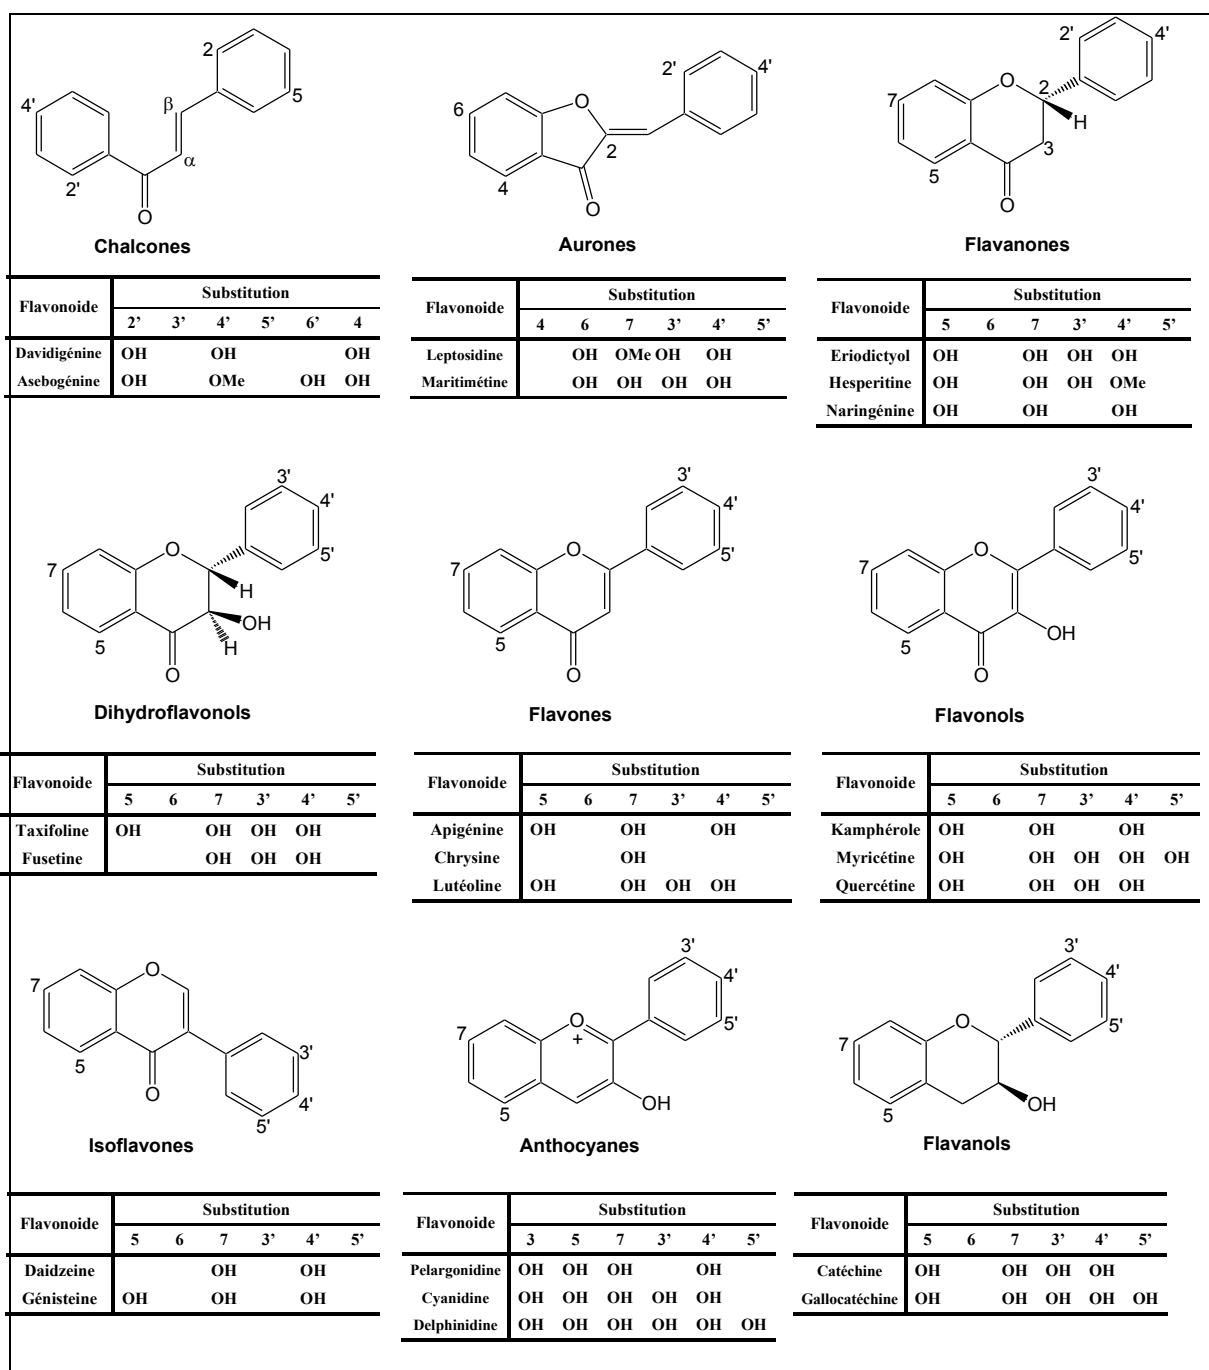 2
5
β
4'
α
2'
O
Chalcones
2'
4'
O
6
2
4
O
Aurones
2'
4'
O
2
7
H
3
5
O
Flavanones
Flavonoide Substitution
2’ 3’ 4’ 5’ 6’ 4
Davidigénine OH OH OH
Asebogénine OH OMe OH OH
Flavonoide Substitution
4 6 7 3’ 4’ 5’
Leptosidine OH OMe OH OH
Maritimétine OH OH OH OH
Flavonoide Substitution
5 6 7 3’ 4’ 5’
Eriodictyol OH OH OH OH
Hesperitine OH OH OH OMe
Naringénine OH OH OH
3'
4'
5'
O
7
H
OH
5
H
O
Dihydroflavonols
3'
4'
5'
O
7
5
O
Flavones
3'
4'
5'
O
7
OH
5
O
Flavonols
Flavonoide Substitution
5 6 7 3’ 4’ 5’
Taxifoline OH OH OH OH
Fusetine OH OH OH
Flavonoide Substitution
5 6 7 3’ 4’ 5’
Apigénine OH OH OH
Chrysine OH
Lutéoline OH OH OH OH
Flavonoide Substitution
5 6 7 3’ 4’ 5’
Kamphérole OH OH OH
Myricétine OH OH OH OH OH
Quercétine OH OH OH OH
O
7
3'
5
4'
O
5'
Isoflavones
3'
4'
5'
O
+
7
OH
5
Anthocyanes
3'
4'
5'
O
7
OH
5
Flavanols
Flavonoide Substitution
5 6 7 3’ 4’ 5’
Daidzeine OH OH
Génisteine OH OH OH
Flavonoide Substitution
3 5 7 3’ 4’ 5’
Pelargonidine OH OH OH OH
Cyanidine OH OH OH OH OH
Delphinidine OH OH OH OH OH OH
Flavonoide Substitution
5 6 7 3’ 4’ 5’
Catéchine OH OH OH OH
Gallocatéchine OH OH OH OH OH